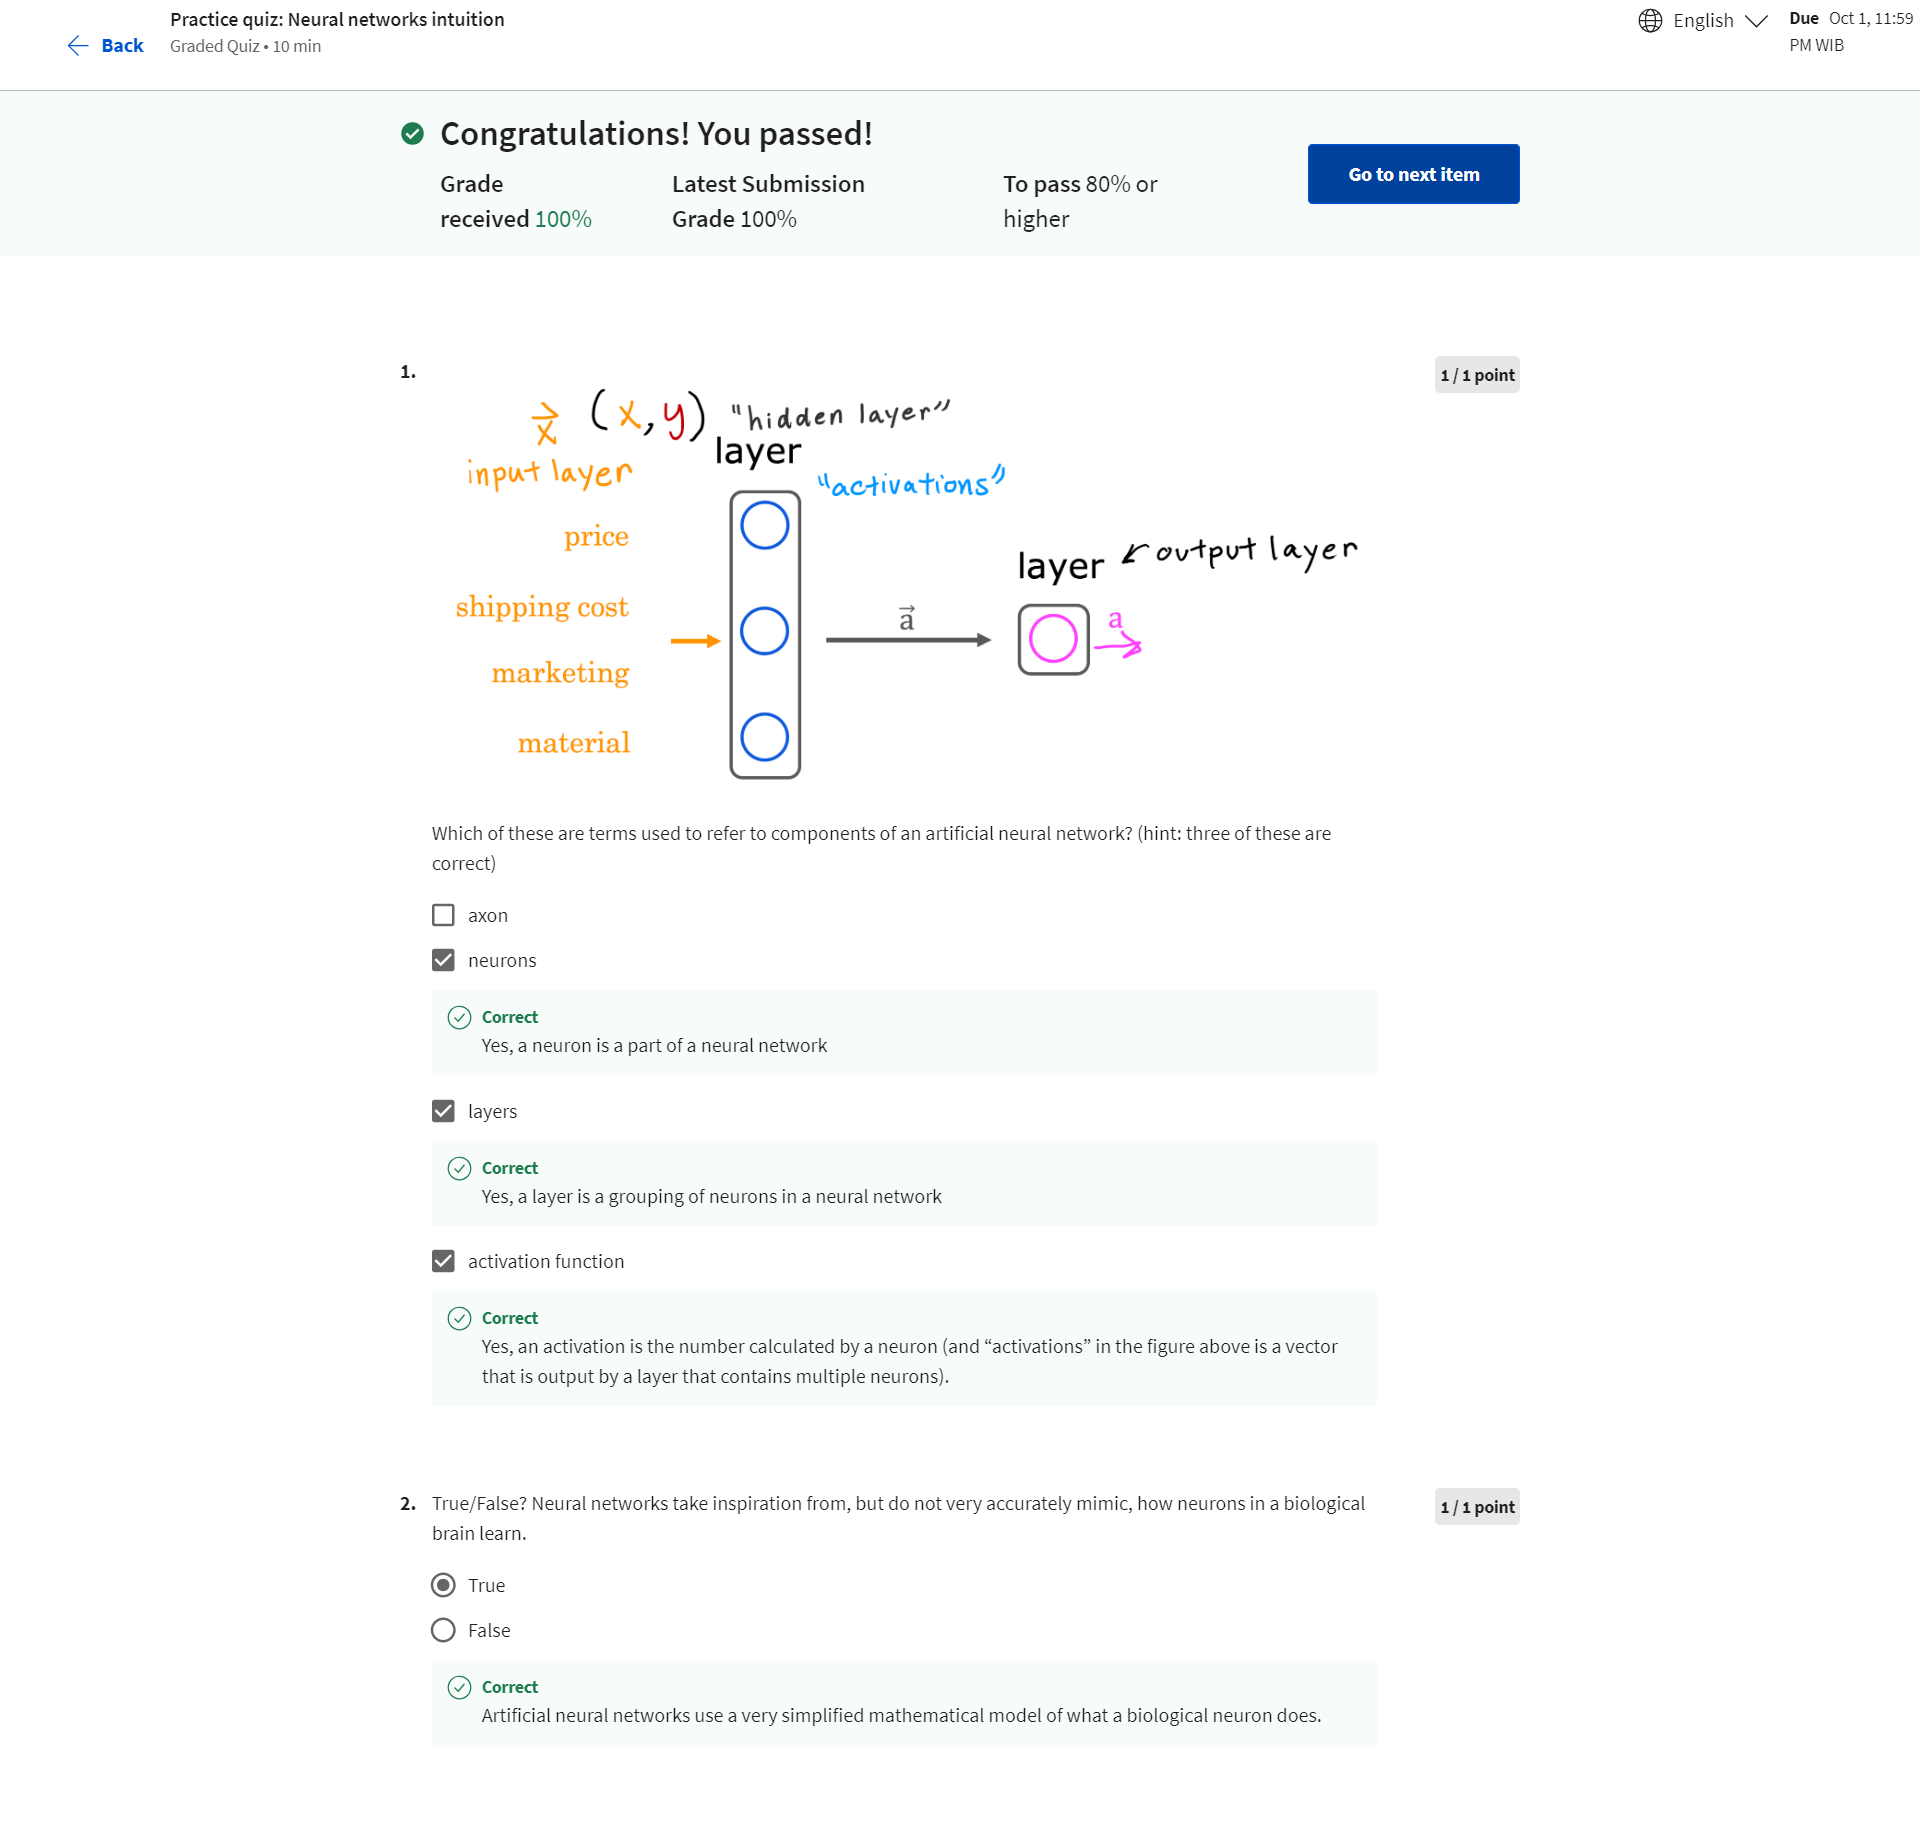 Back
Practice quiz: Neural networks intuition
Graded Quiz • 10 min
English
Due Oct 1, 11:59
PM WIB
Congratulations! You passed!
Grade
received 100%
Latest Submission
Grade 100%
To pass 80% or
higher
Go to next item
1.
1 / 1 point
x⃗ (x,y) "hidden layer"
layer
input layer
"activations"
price
layer output layer
shipping cost
a⃗
a
marketing
material
Which of these are terms used to refer to components of an artificial neural network? (hint: three of these are
correct)
axon
neurons
Correct
Yes, a neuron is a part of a neural network
layers
Correct
Yes, a layer is a grouping of neurons in a neural network
activation function
Correct
Yes, an activation is the number calculated by a neuron (and “activations” in the figure above is a vector
that is output by a layer that contains multiple neurons).
2. True/False? Neural networks take inspiration from, but do not very accurately mimic, how neurons in a biological
brain learn.
1 / 1 point
True
False
Correct
Artificial neural networks use a very simplified mathematical model of what a biological neuron does.